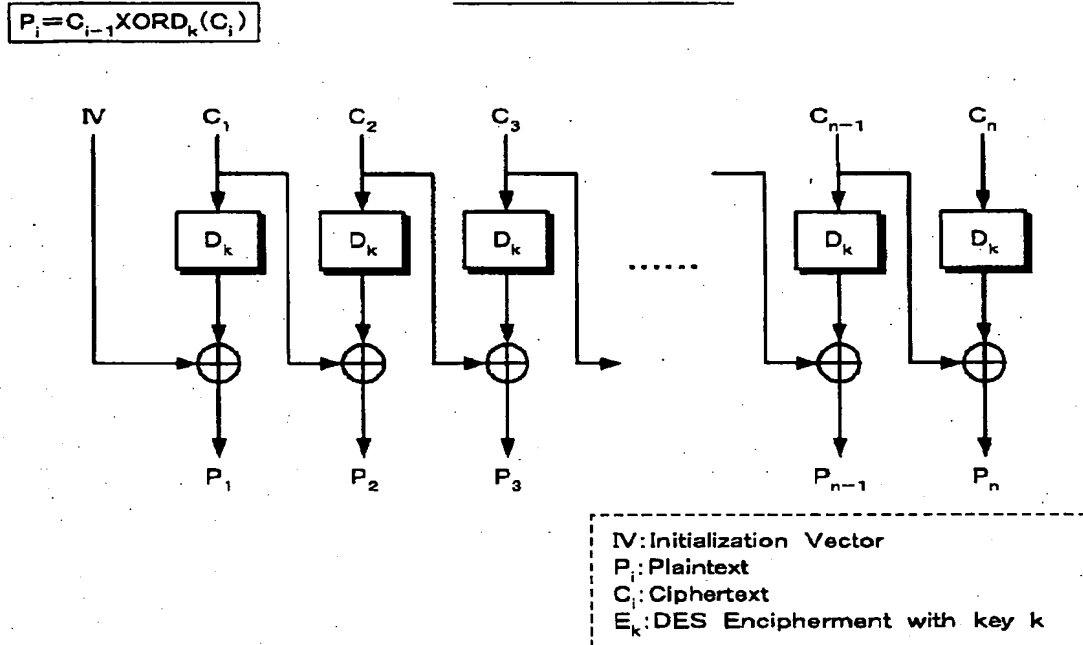 Pᵢ=Cᵢ₋₁XORDₖ(Cᵢ)
IV C₁ C₂ C₃ Cₙ₋₁ Cₙ
Dₖ Dₖ Dₖ ...... Dₖ Dₖ
P₁ P₂ P₃ Pₙ₋₁ Pₙ
IV:Initialization Vector
Pᵢ:Plaintext
Cᵢ:Ciphertext
Eₖ:DES Encipherment with key k